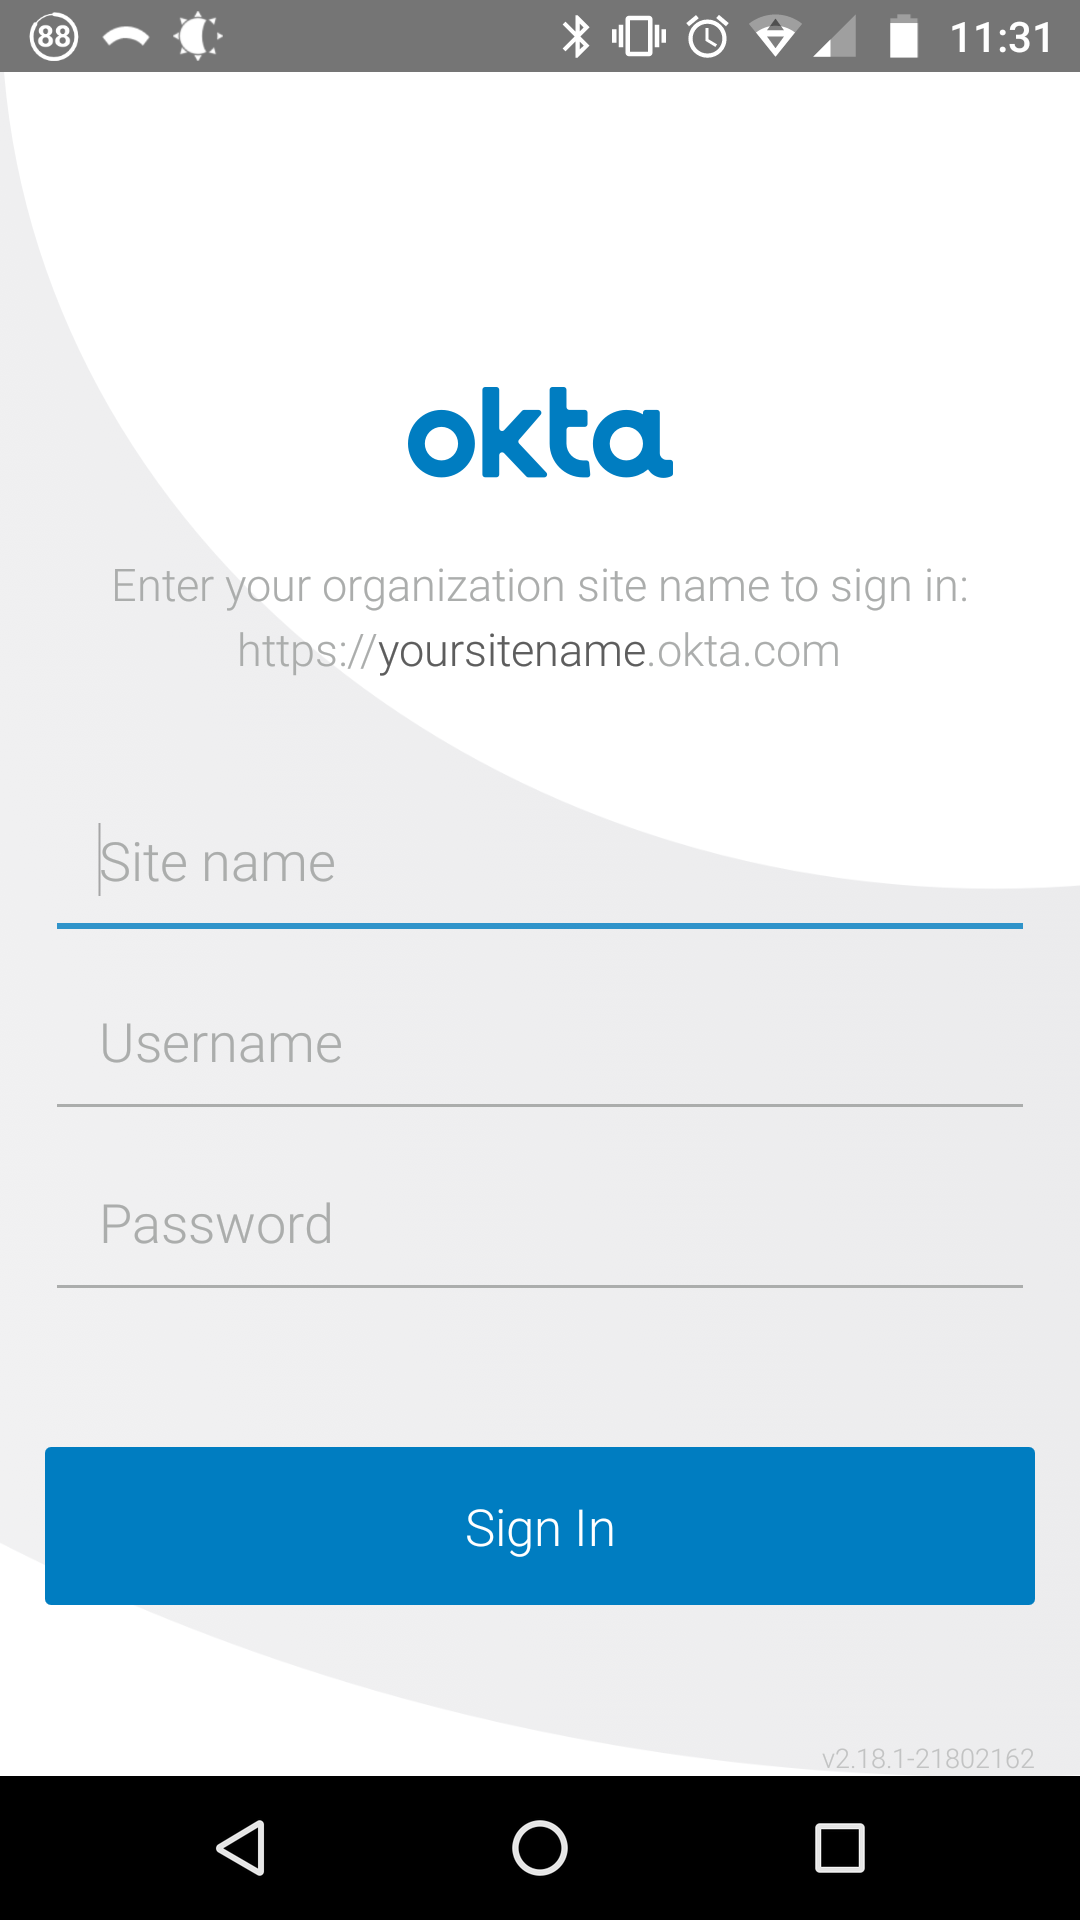 88
11:31
okta
Enter your organization site name to sign in:
https://yoursitename.okta.com
Site name
Username
Password
Sign In
v2.18.1-21802162